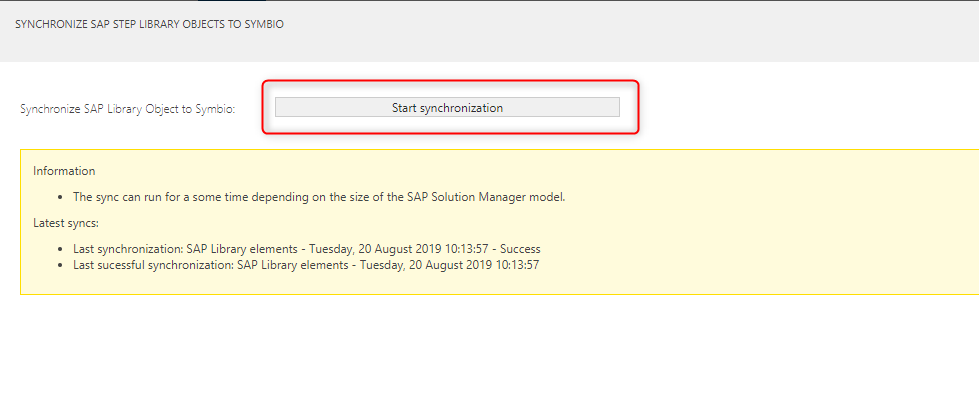 SYNCHRONIZE SAP STEP LIBRARY OBJECTS TO SYMBIO
Synchronize SAP Library Object to Symbio:
Start synchronization
Information
• The sync can run for a some time depending on the size of the SAP Solution Manager model.
Latest syncs:
• Last synchronization: SAP Library elements - Tuesday, 20 August 2019 10:13:57 - Success
• Last sucessful synchronization: SAP Library elements - Tuesday, 20 August 2019 10:13:57